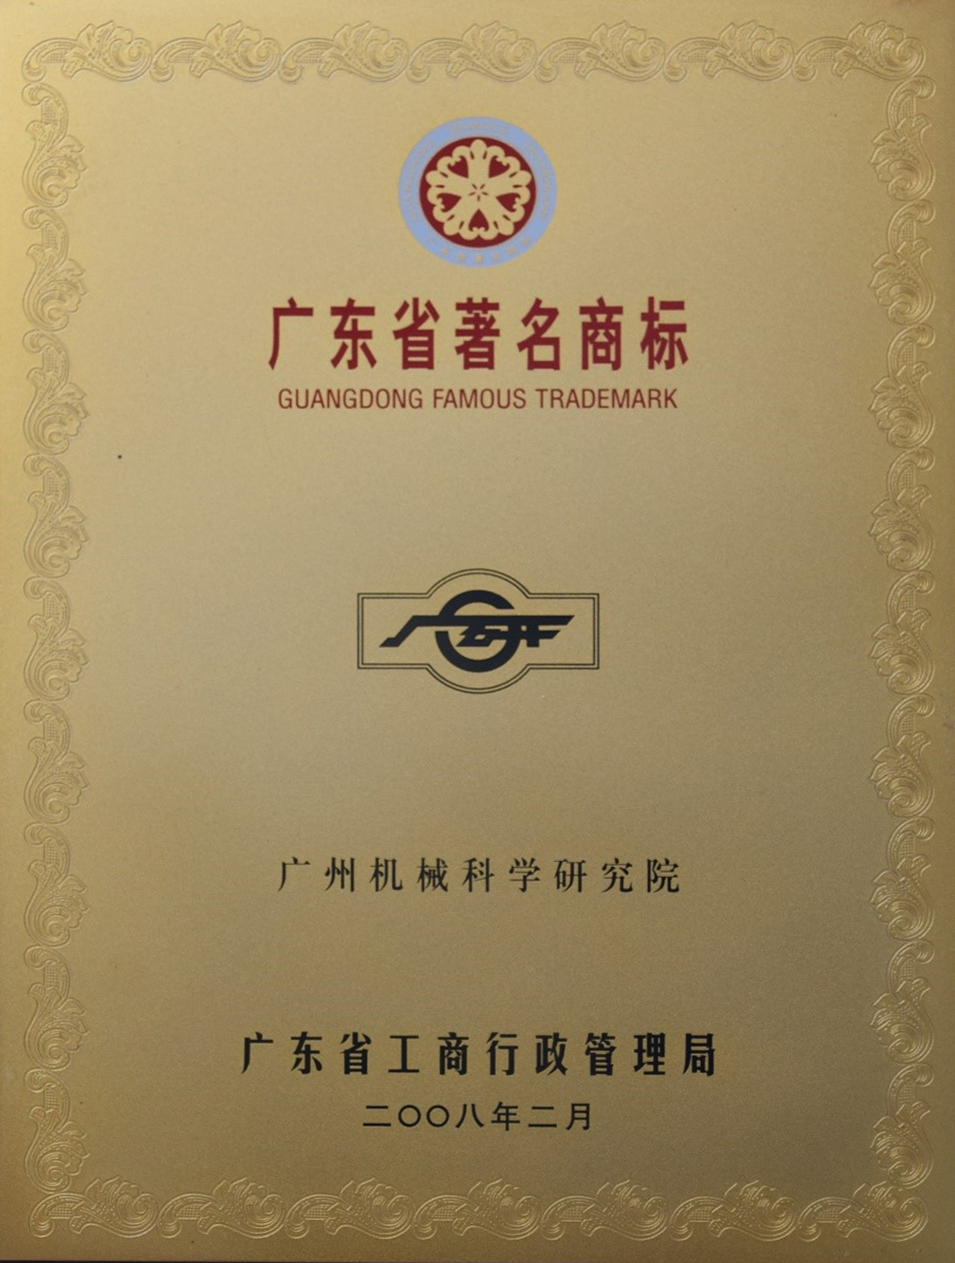 广东省著名商标
GUANGDONG FAMOUS TRADEMARK
广州机械科学研究院
广东省工商行政管理局
二〇〇八年二月